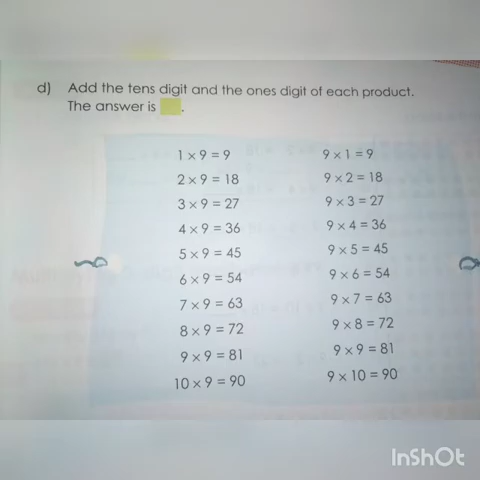 d) Add the tens digit and the ones digit of each product.
The answer is .
1 × 9 = 9
2 × 9 = 18
3 × 9 = 27
4 × 9 = 36
5 × 9 = 45
6 × 9 = 54
7 × 9 = 63
8 × 9 = 72
9 × 9 = 81
10 × 9 = 90
9 × 1 = 9
9 × 2 = 18
9 × 3 = 27
9 × 4 = 36
9 × 5 = 45
9 × 6 = 54
9 × 7 = 63
9 × 8 = 72
9 × 9 = 81
9 × 10 = 90
InShOt